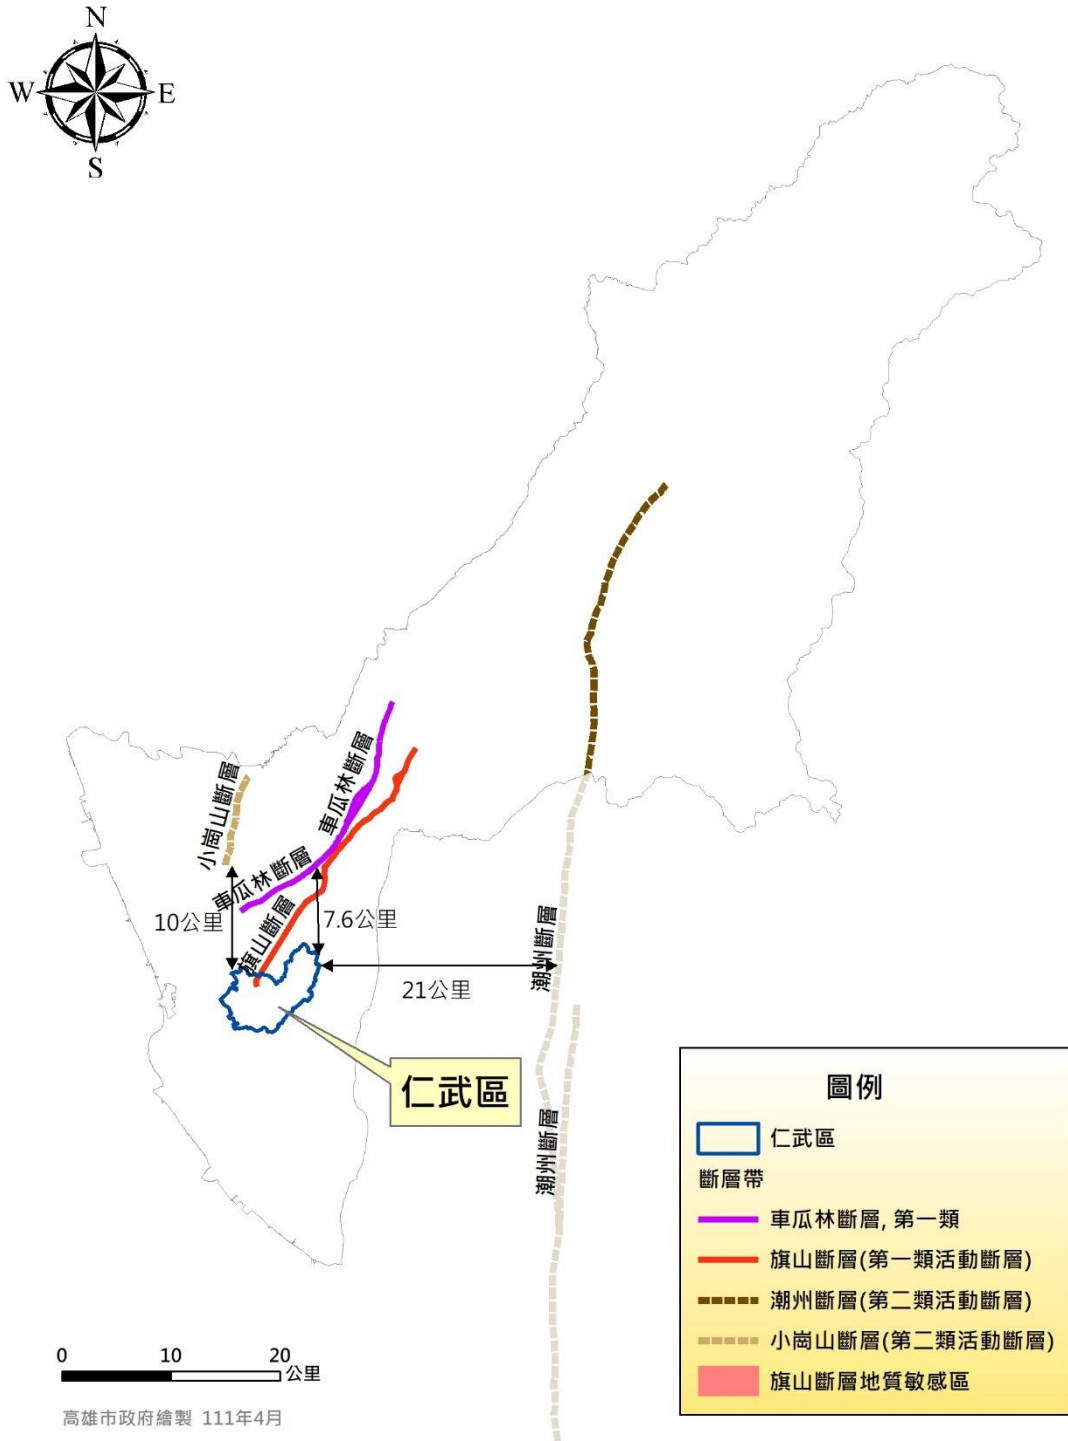 N
W
E
S
小崗山斷層
車瓜林斷層
車瓜林斷層
旗山斷層
10公里
7.6公里
21公里
潮州斷層
潮州斷層
仁武區
圖例
仁武區
斷層帶
車瓜林斷層, 第一類
旗山斷層(第一類活動斷層)
潮州斷層(第二類活動斷層)
小崗山斷層(第二類活動斷層)
旗山斷層地質敏感區
0 10 20
公里
高雄市政府繪製 111年4月